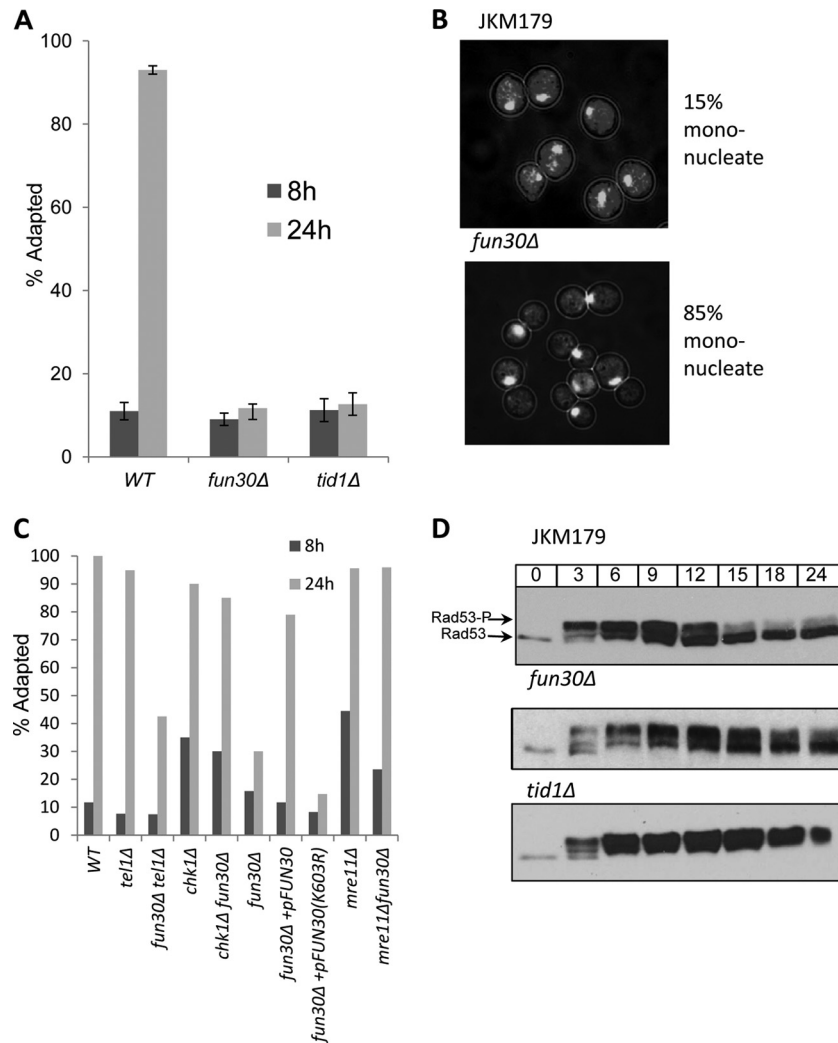 A
% Adapted
100
80
60
40
20
0
8h
24h
WT
fun30Δ
tid1Δ
B
JKM179
15%
mono-
nucleate
fun30Δ
85%
mono-
nucleate
C
% Adapted
100
90
80
70
60
50
40
30
20
10
0
8h
24h
WT
tel1Δ
fun30Δ tel1Δ
chk1Δ
chk1Δ fun30Δ
fun30Δ
fun30Δ +pFUN30
fun30Δ +pFUN30(K603R)
mre11Δ
mre11Δfun30Δ
D
JKM179
0 3 6 9 12 15 18 24
Rad53-P
Rad53
fun30Δ
tid1Δ